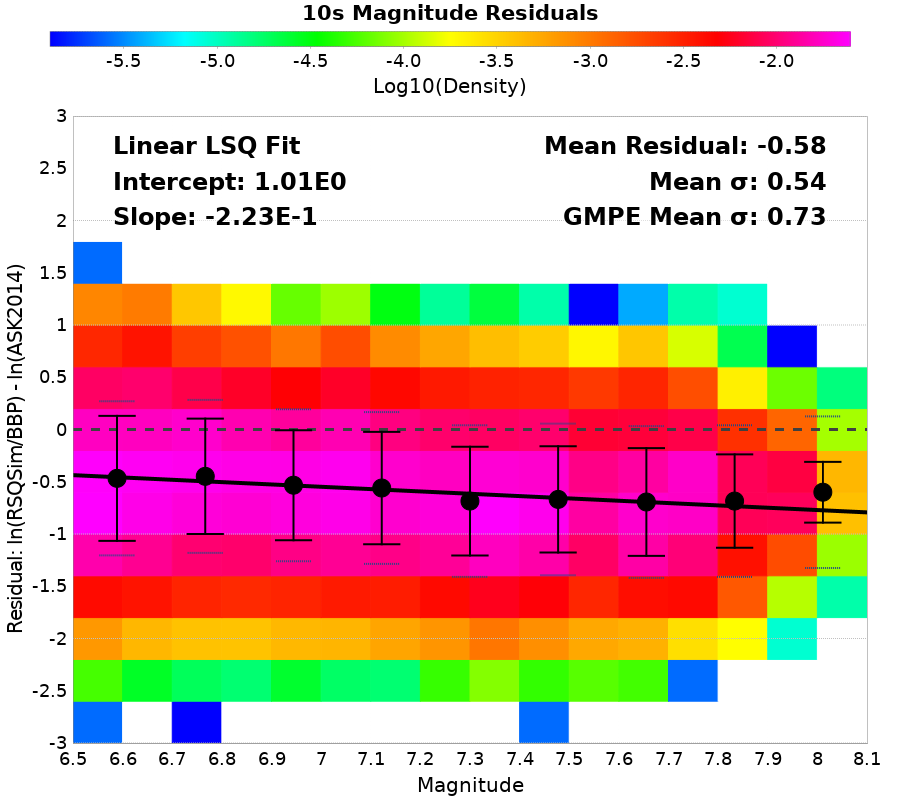 10s Magnitude Residuals
-5.5 -5.0 -4.5 -4.0 -3.5 -3.0 -2.5 -2.0
Log10(Density)
Linear LSQ Fit
Intercept: 1.01E0
Slope: -2.23E-1
Mean Residual: -0.58
Mean σ: 0.54
GMPE Mean σ: 0.73
Residual: ln(RSQSim/BBP) - ln(ASK2014)
3
2.5
2
1.5
1
0.5
0
-0.5
-1
-1.5
-2
-2.5
-3
6.5 6.6 6.7 6.8 6.9 7 7.1 7.2 7.3 7.4 7.5 7.6 7.7 7.8 7.9 8 8.1
Magnitude